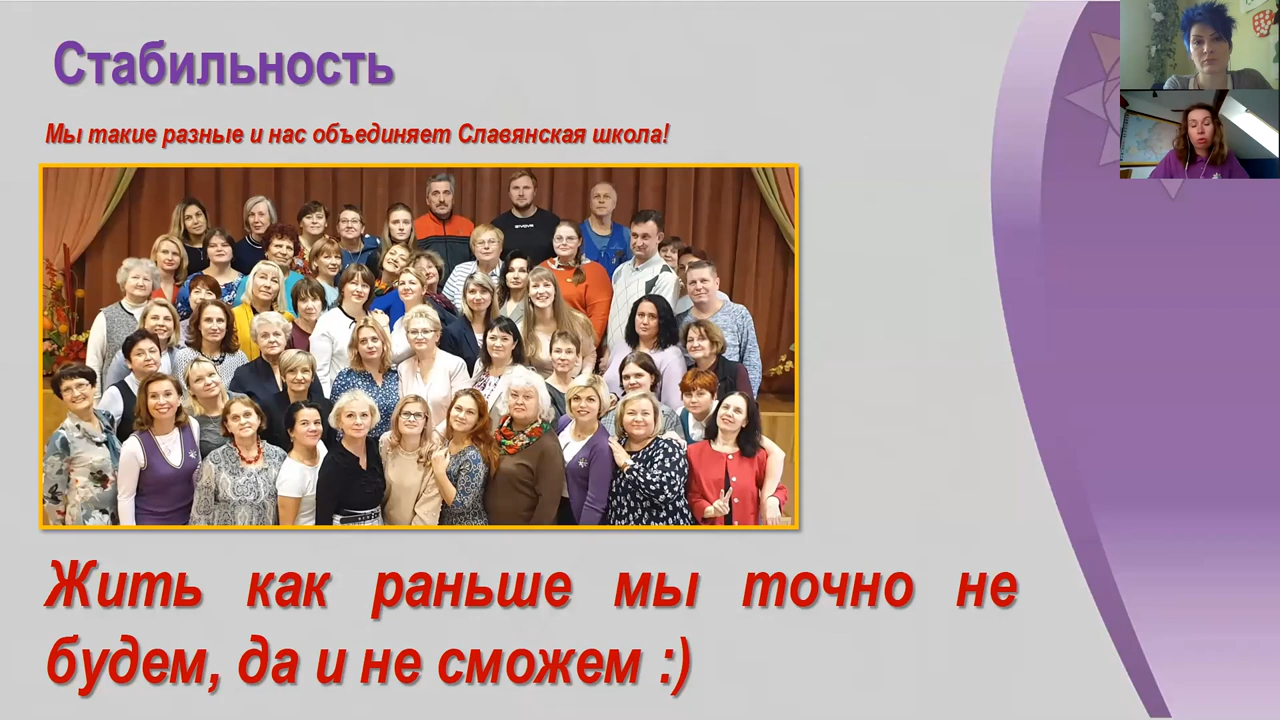 Стабильность
Мы такие разные и нас объединяет Славянская школа!
Жить как раньше мы точно не
будем, да и не сможем :)